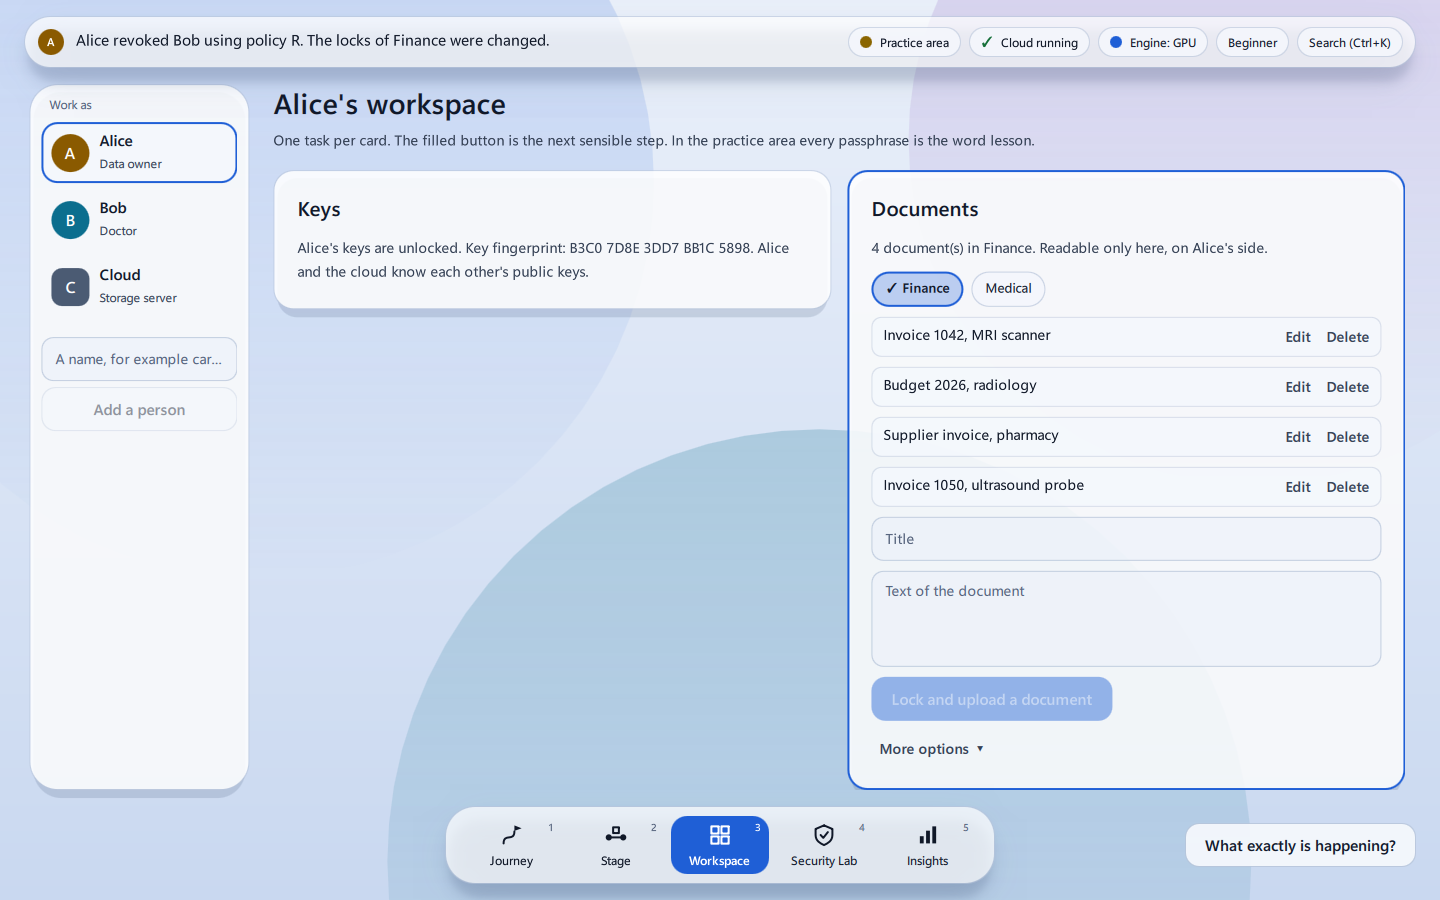 A
Alice revoked Bob using policy R. The locks of Finance were changed.
Practice area
✓ Cloud running
Engine: GPU
Beginner
Search (Ctrl+K)
Work as
A
Alice
Data owner
B
Bob
Doctor
C
Cloud
Storage server
A name, for example car...
Add a person
Alice's workspace
One task per card. The filled button is the next sensible step. In the practice area every passphrase is the word lesson.
Keys
Alice's keys are unlocked. Key fingerprint: B3C0 7D8E 3DD7 BB1C 5898. Alice
and the cloud know each other's public keys.
Documents
4 document(s) in Finance. Readable only here, on Alice's side.
✓ Finance
Medical
Invoice 1042, MRI scanner Edit Delete
Budget 2026, radiology Edit Delete
Supplier invoice, pharmacy Edit Delete
Invoice 1050, ultrasound probe Edit Delete
Title
Text of the document
Lock and upload a document
More options ▾
Journey 1
Stage 2
Workspace 3
Security Lab 4
Insights 5
What exactly is happening?